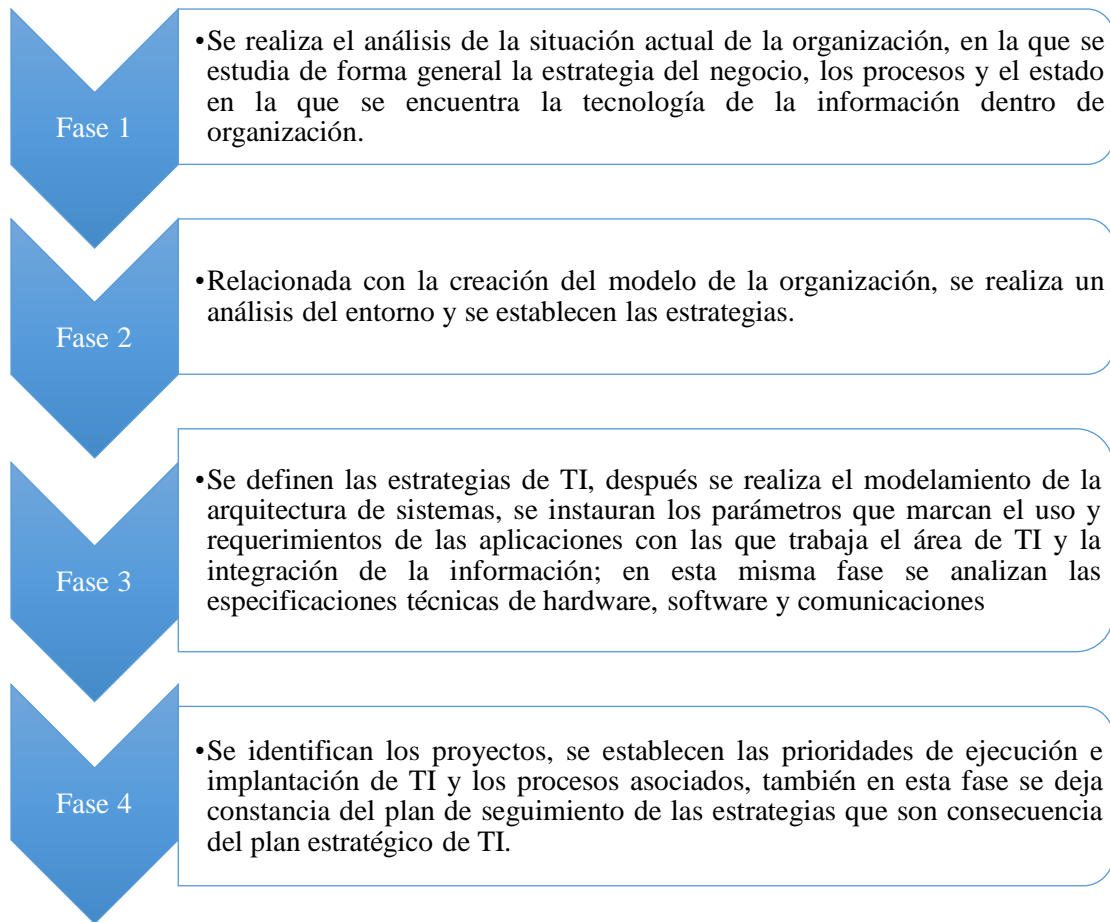 Fase 1
•Se realiza el análisis de la situación actual de la organización, en la que se
estudia de forma general la estrategia del negocio, los procesos y el estado
en la que se encuentra la tecnología de la información dentro de
organización.
Fase 2
•Relacionada con la creación del modelo de la organización, se realiza un
análisis del entorno y se establecen las estrategias.
Fase 3
•Se definen las estrategias de TI, después se realiza el modelamiento de la
arquitectura de sistemas, se instauran los parámetros que marcan el uso y
requerimientos de las aplicaciones con las que trabaja el área de TI y la
integración de la información; en esta misma fase se analizan las
especificaciones técnicas de hardware, software y comunicaciones
Fase 4
•Se identifican los proyectos, se establecen las prioridades de ejecución e
implantación de TI y los procesos asociados, también en esta fase se deja
constancia del plan de seguimiento de las estrategias que son consecuencia
del plan estratégico de TI.